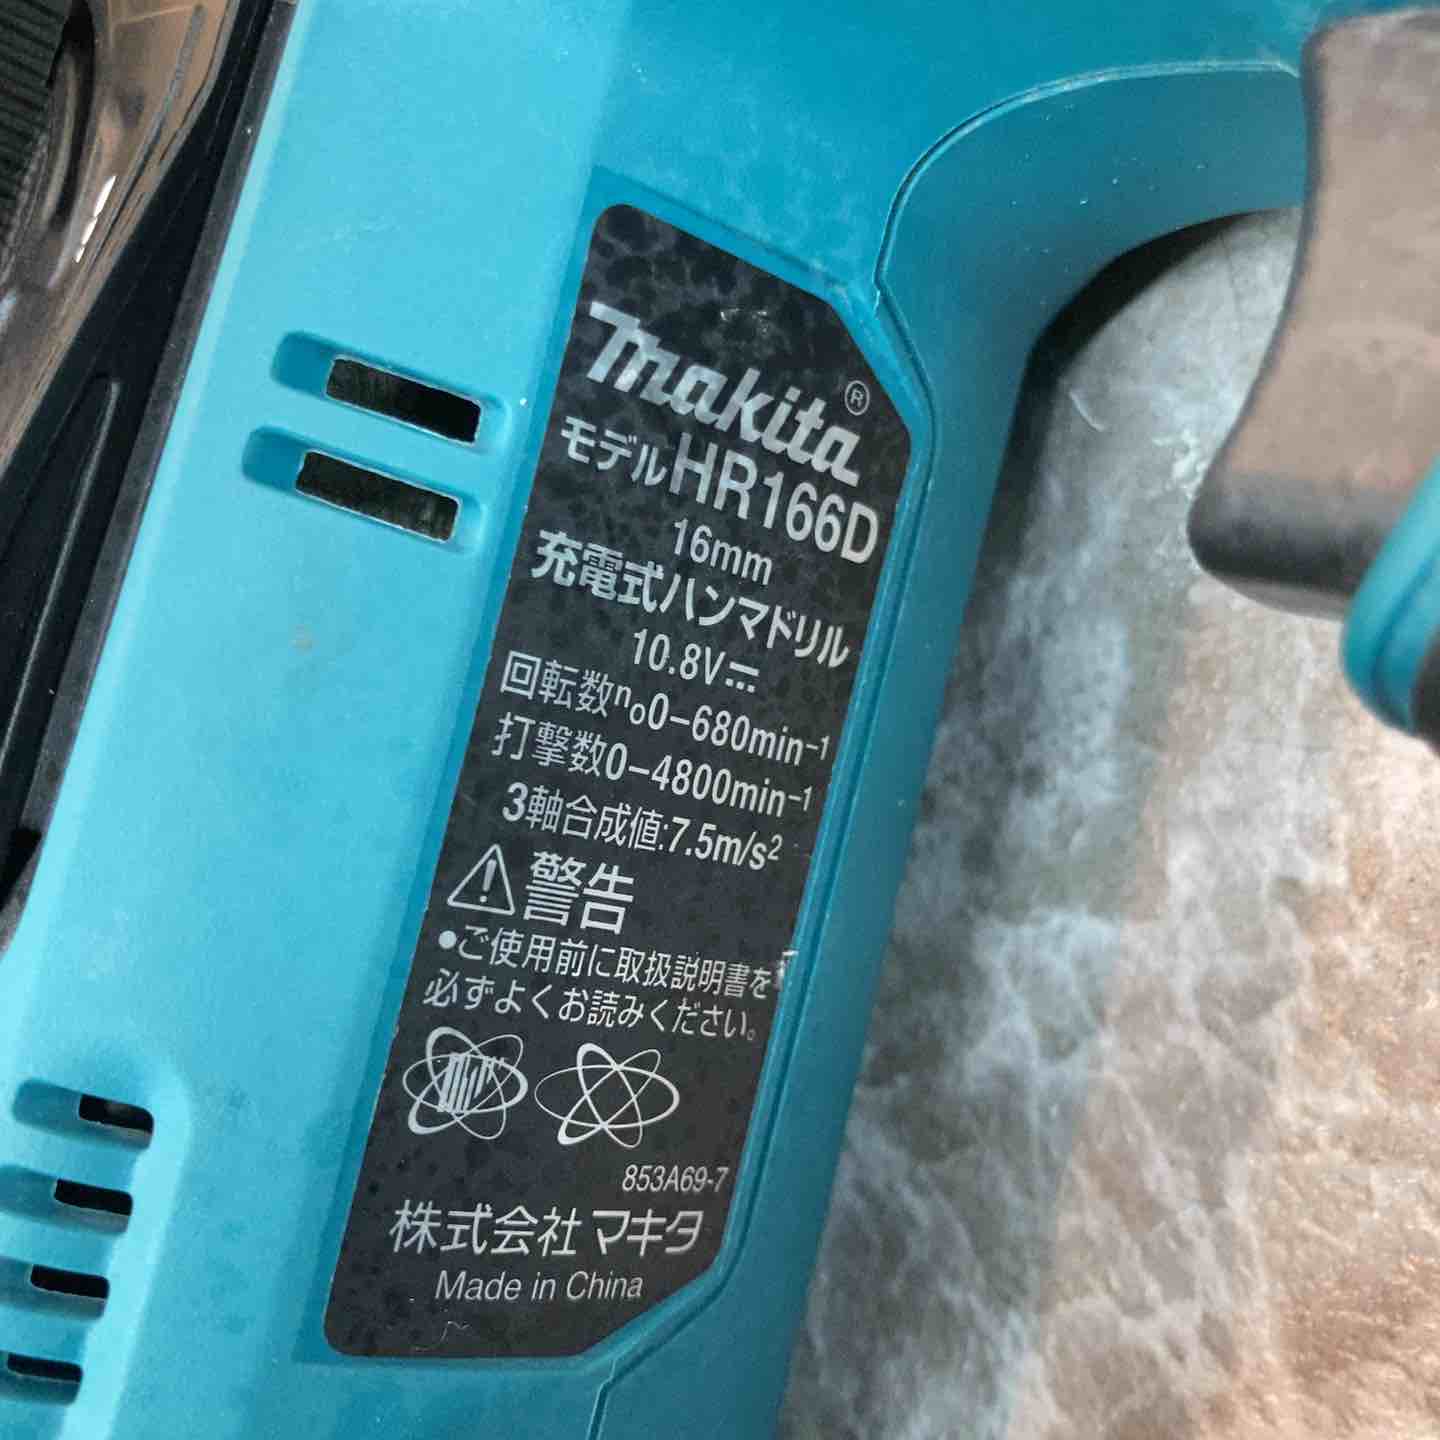 makita®
モデルHR166D
16mm
充電式ハンマドリル
10.8V⎓
回転数n₀0-680min⁻¹
打撃数0-4800min⁻¹
3軸合成値:7.5m/s²
⚠警告
•ご使用前に取扱説明書を
必ずよくお読みください。
853A69-7
株式会社マキタ
Made in China